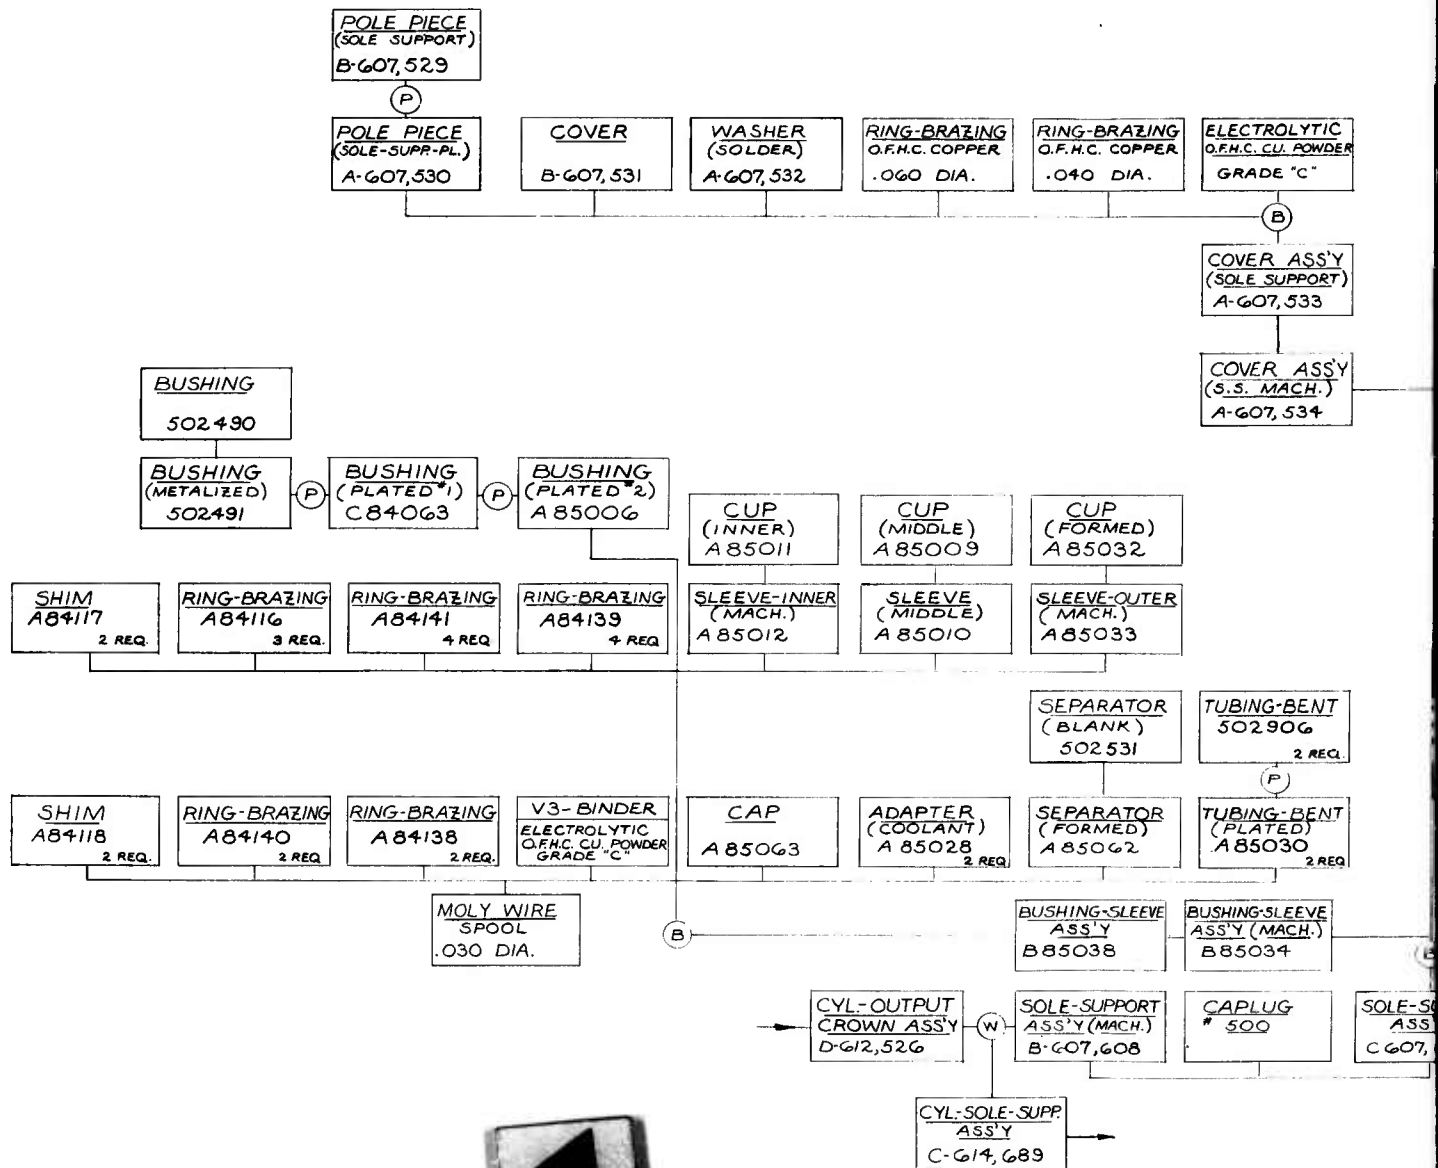 POLE PIECE
(SOLE SUPPORT)
B-607,529
P
POLE PIECE
(SOLE-SUPP.-PL.)
A-607,530
COVER
B-607,531
WASHER
(SOLDER)
A-607,532
RING-BRAZING
O.F.H.C. COPPER
.060 DIA.
RING-BRAZING
O.F.H.C. COPPER
.040 DIA.
ELECTROLYTIC
O.F.H.C. CU. POWDER
GRADE "C"
B
COVER ASS'Y
(SOLE SUPPORT)
A-607,533
COVER ASS'Y
(S.S. MACH.)
A-607,534
BUSHING
502490
BUSHING
(METALIZED)
502491
P
BUSHING
(PLATED #1)
C84063
P
BUSHING
(PLATED #2)
A85006
CUP
(INNER)
A85011
CUP
(MIDDLE)
A85009
CUP
(FORMED)
A85032
SHIM
A84117
2 REQ.
RING-BRAZING
A84116
3 REQ.
RING-BRAZING
A84141
4 REQ
RING-BRAZING
A84139
4 REQ
SLEEVE-INNER
(MACH.)
A85012
SLEEVE
(MIDDLE)
A85010
SLEEVE-OUTER
(MACH.)
A85033
SEPARATOR
(BLANK)
502531
TUBING-BENT
502906
2 REQ.
P
SHIM
A84118
2 REQ.
RING-BRAZING
A84140
2 REQ
RING-BRAZING
A84138
2 REQ.
V3-BINDER
ELECTROLYTIC
O.F.H.C. CU. POWDER
GRADE "C"
CAP
A85063
ADAPTER
(COOLANT)
A 85028
2 REQ
SEPARATOR
(FORMED)
A85062
TUBING-BENT
(PLATED)
A85030
2 REQ
MOLY WIRE
SPOOL
.030 DIA.
B
BUSHING-SLEEVE
ASS'Y
B85038
BUSHING-SLEEVE
ASS'Y (MACH.)
B85034
B
CYL.-OUTPUT
CROWN ASS'Y
D-612,526
W
SOLE-SUPPORT
ASS'Y (MACH.)
B-607,608
CAPLUG
# 500
SOLE-SU
ASS
C 607,
CYL.-SOLE-SUPP.
ASS'Y
C-614,689